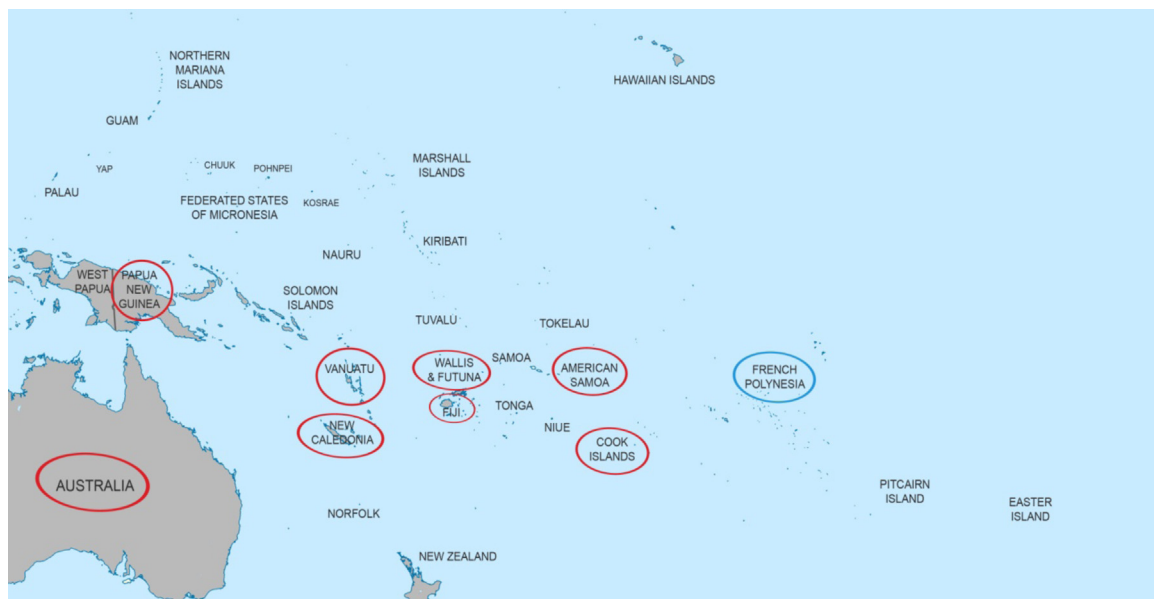 NORTHERN
MARIANA
ISLANDS
HAWAIIAN ISLANDS
GUAM
YAP
CHUUK
POHNPEI
MARSHALL
ISLANDS
PALAU
FEDERATED STATES
OF MICRONESIA
KOSRAE
NAURU
KIRIBATI
WEST
PAPUA
PAPUA
NEW
GUINEA
SOLOMON
ISLANDS
TUVALU
TOKELAU
VANUATU
WALLIS
& FUTUNA
SAMOA
AMERICAN
SAMOA
FRENCH
POLYNESIA
FIJI
TONGA
NEW
CALEDONIA
NIUE
COOK
ISLANDS
AUSTRALIA
PITCAIRN
ISLAND
EASTER
ISLAND
NORFOLK
NEW ZEALAND